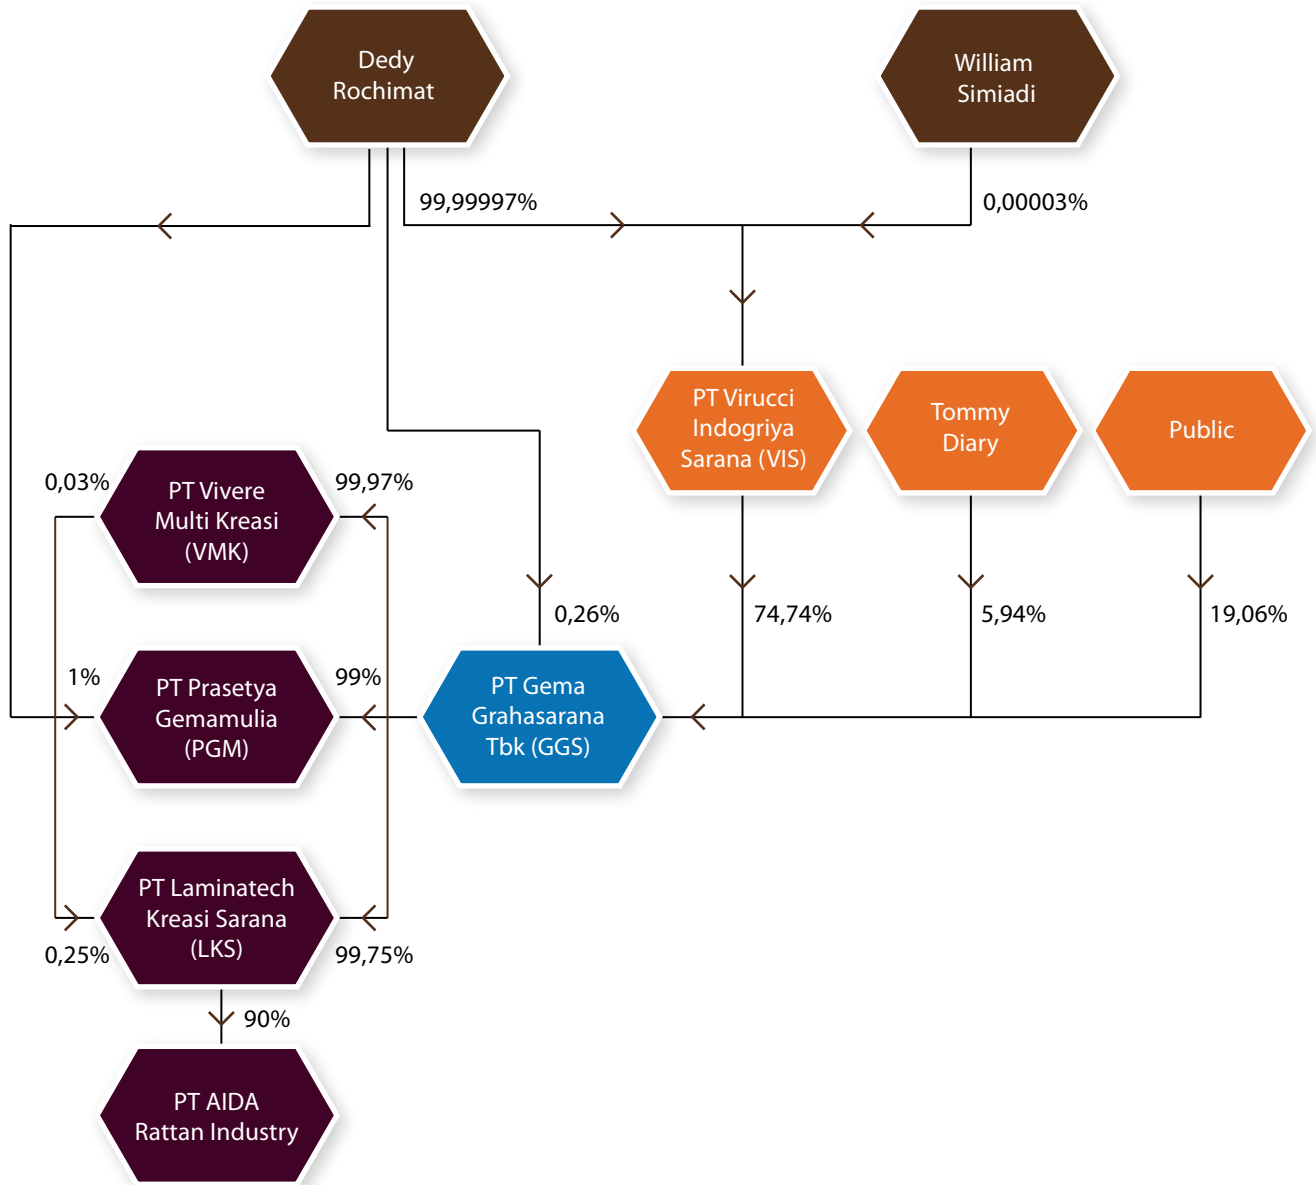 Dedy
Rochimat
William
Simiadi
99,99997%
0,00003%
PT Virucci
Indogriya
Sarana (VIS)
Tommy
Diary
Public
0,03%
PT Vivere
Multi Kreasi
(VMK)
99,97%
0,26%
74,74%
5,94%
19,06%
1%
PT Prasetya
Gemamulia
(PGM)
99%
PT Gema
Grahasarana
Tbk (GGS)
PT Laminatech
Kreasi Sarana
(LKS)
0,25%
99,75%
90%
PT AIDA
Rattan Industry